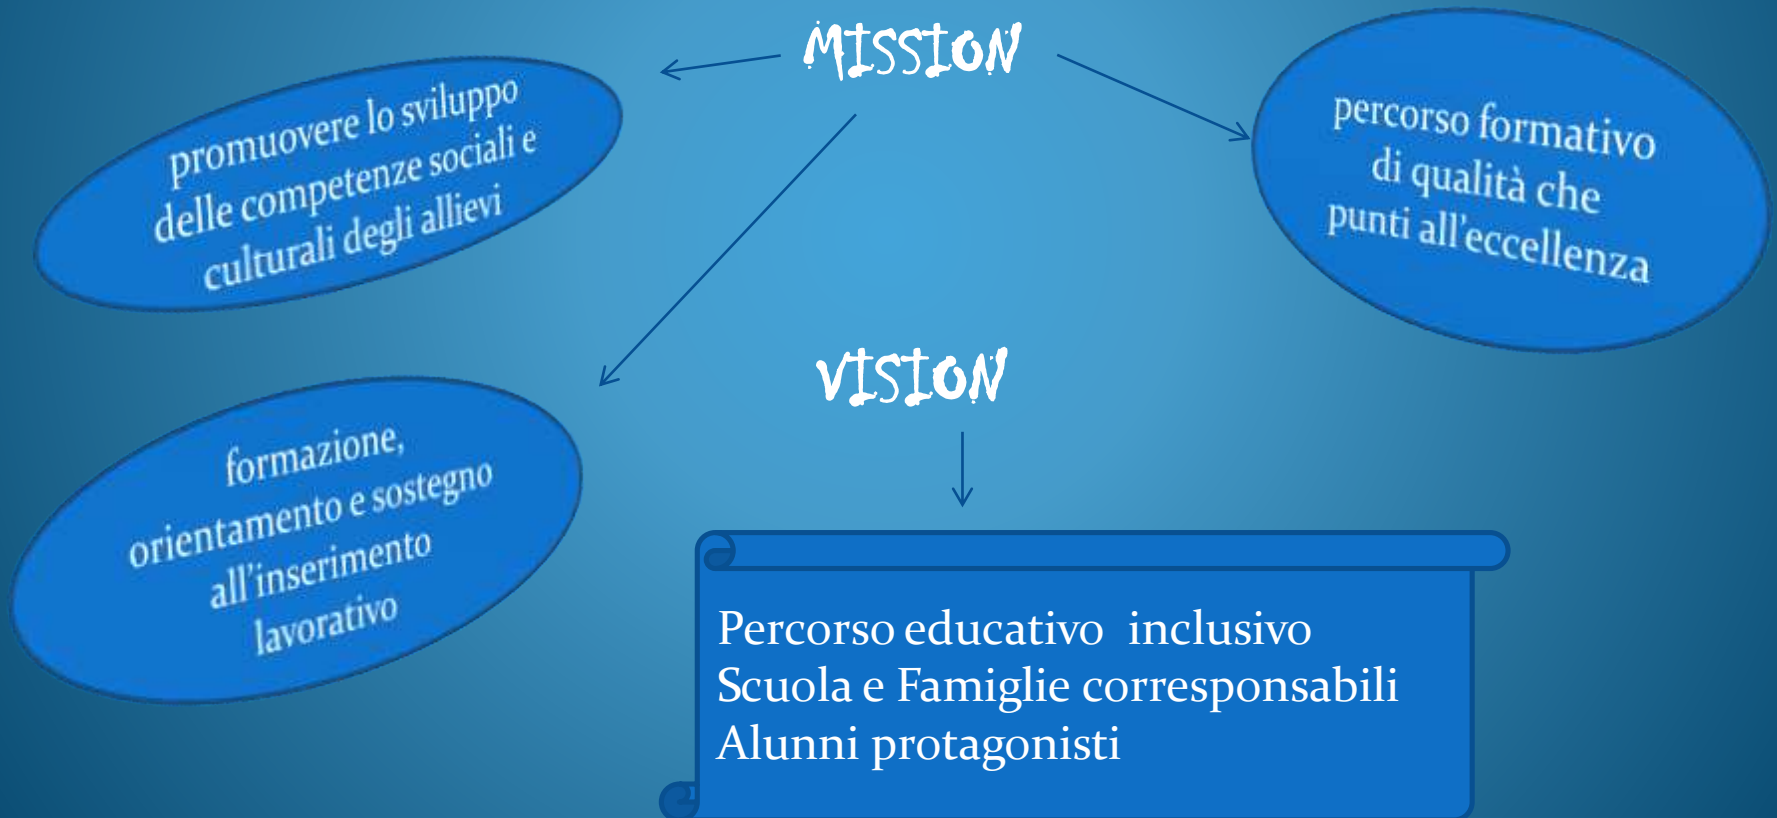 MISSION
promuovere lo sviluppo
delle competenze sociali e
culturali degli allievi
percorso formativo
di qualità che
punti all'eccellenza
formazione,
orientamento e sostegno
all'inserimento
lavorativo
VISION
Percorso educativo inclusivo
Scuola e Famiglie corresponsabili
Alunni protagonisti